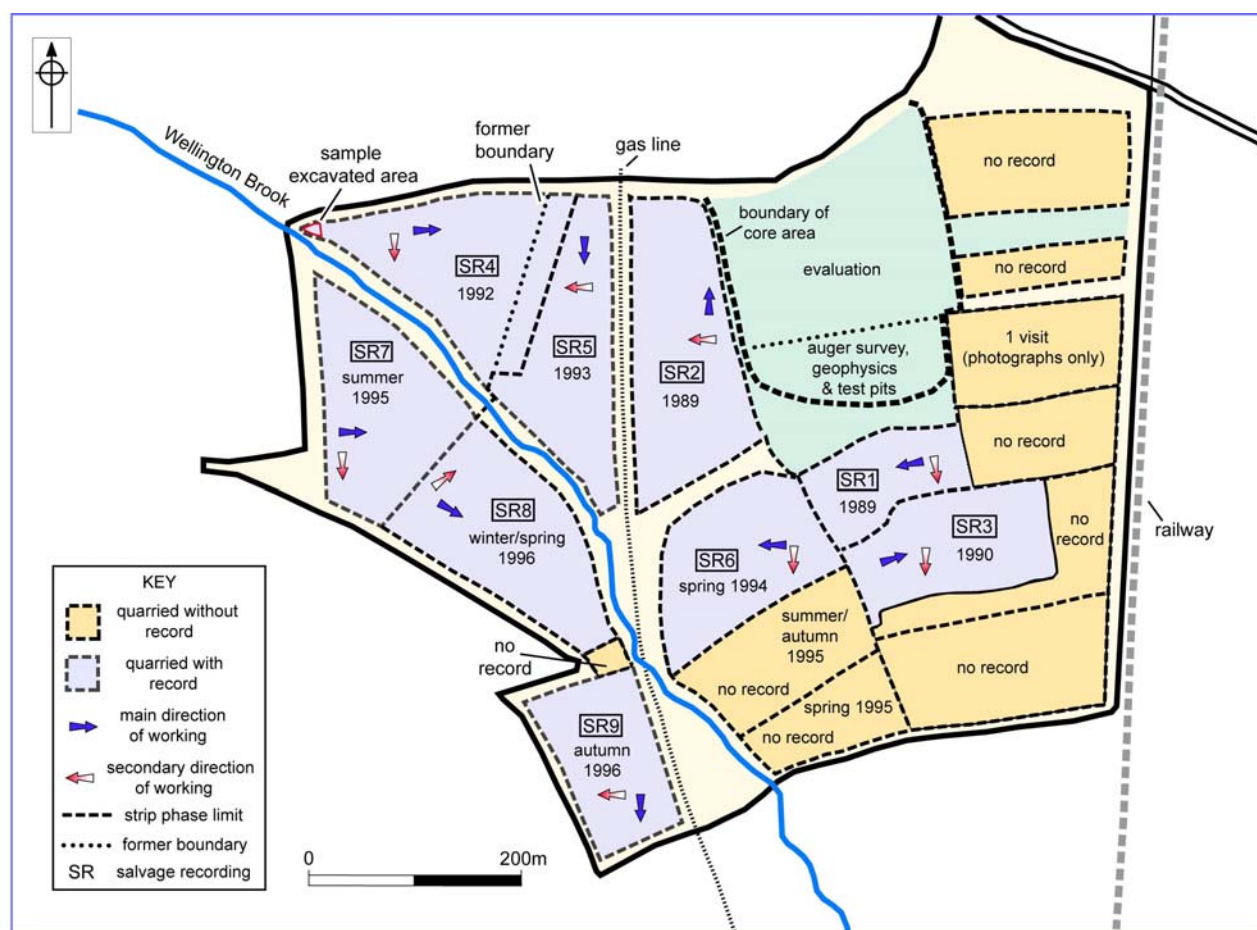 Wellington Brook
sample
excavated area
former
boundary
gas line
no record
boundary of
core area
evaluation
no record
SR4
1992
1 visit
(photographs only)
SR7
summer
1995
SR5
1993
SR2
1989
auger survey,
geophysics
& test pits
no record
SR1
1989
SR8
winter/spring
1996
SR3
1990
no
record
railway
SR6
spring 1994
summer/
autumn
1995
no record
no record
no
record
spring 1995
no record
SR9
autumn
1996
KEY
quarried without
record
quarried with
record
main direction
of working
secondary direction
of working
strip phase limit
former boundary
SR salvage recording
0 200m